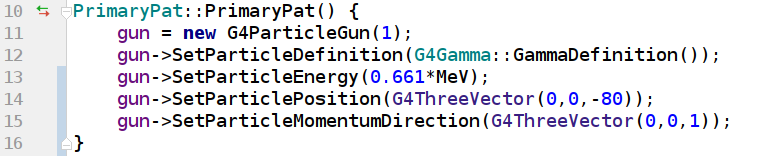 10 PrimaryPat::PrimaryPat() {
11 gun = new G4ParticleGun(1);
12 gun->SetParticleDefinition(G4Gamma::GammaDefinition());
13 gun->SetParticleEnergy(0.661*MeV);
14 gun->SetParticlePosition(G4ThreeVector(0,0,-80));
15 gun->SetParticleMomentumDirection(G4ThreeVector(0,0,1));
16 }